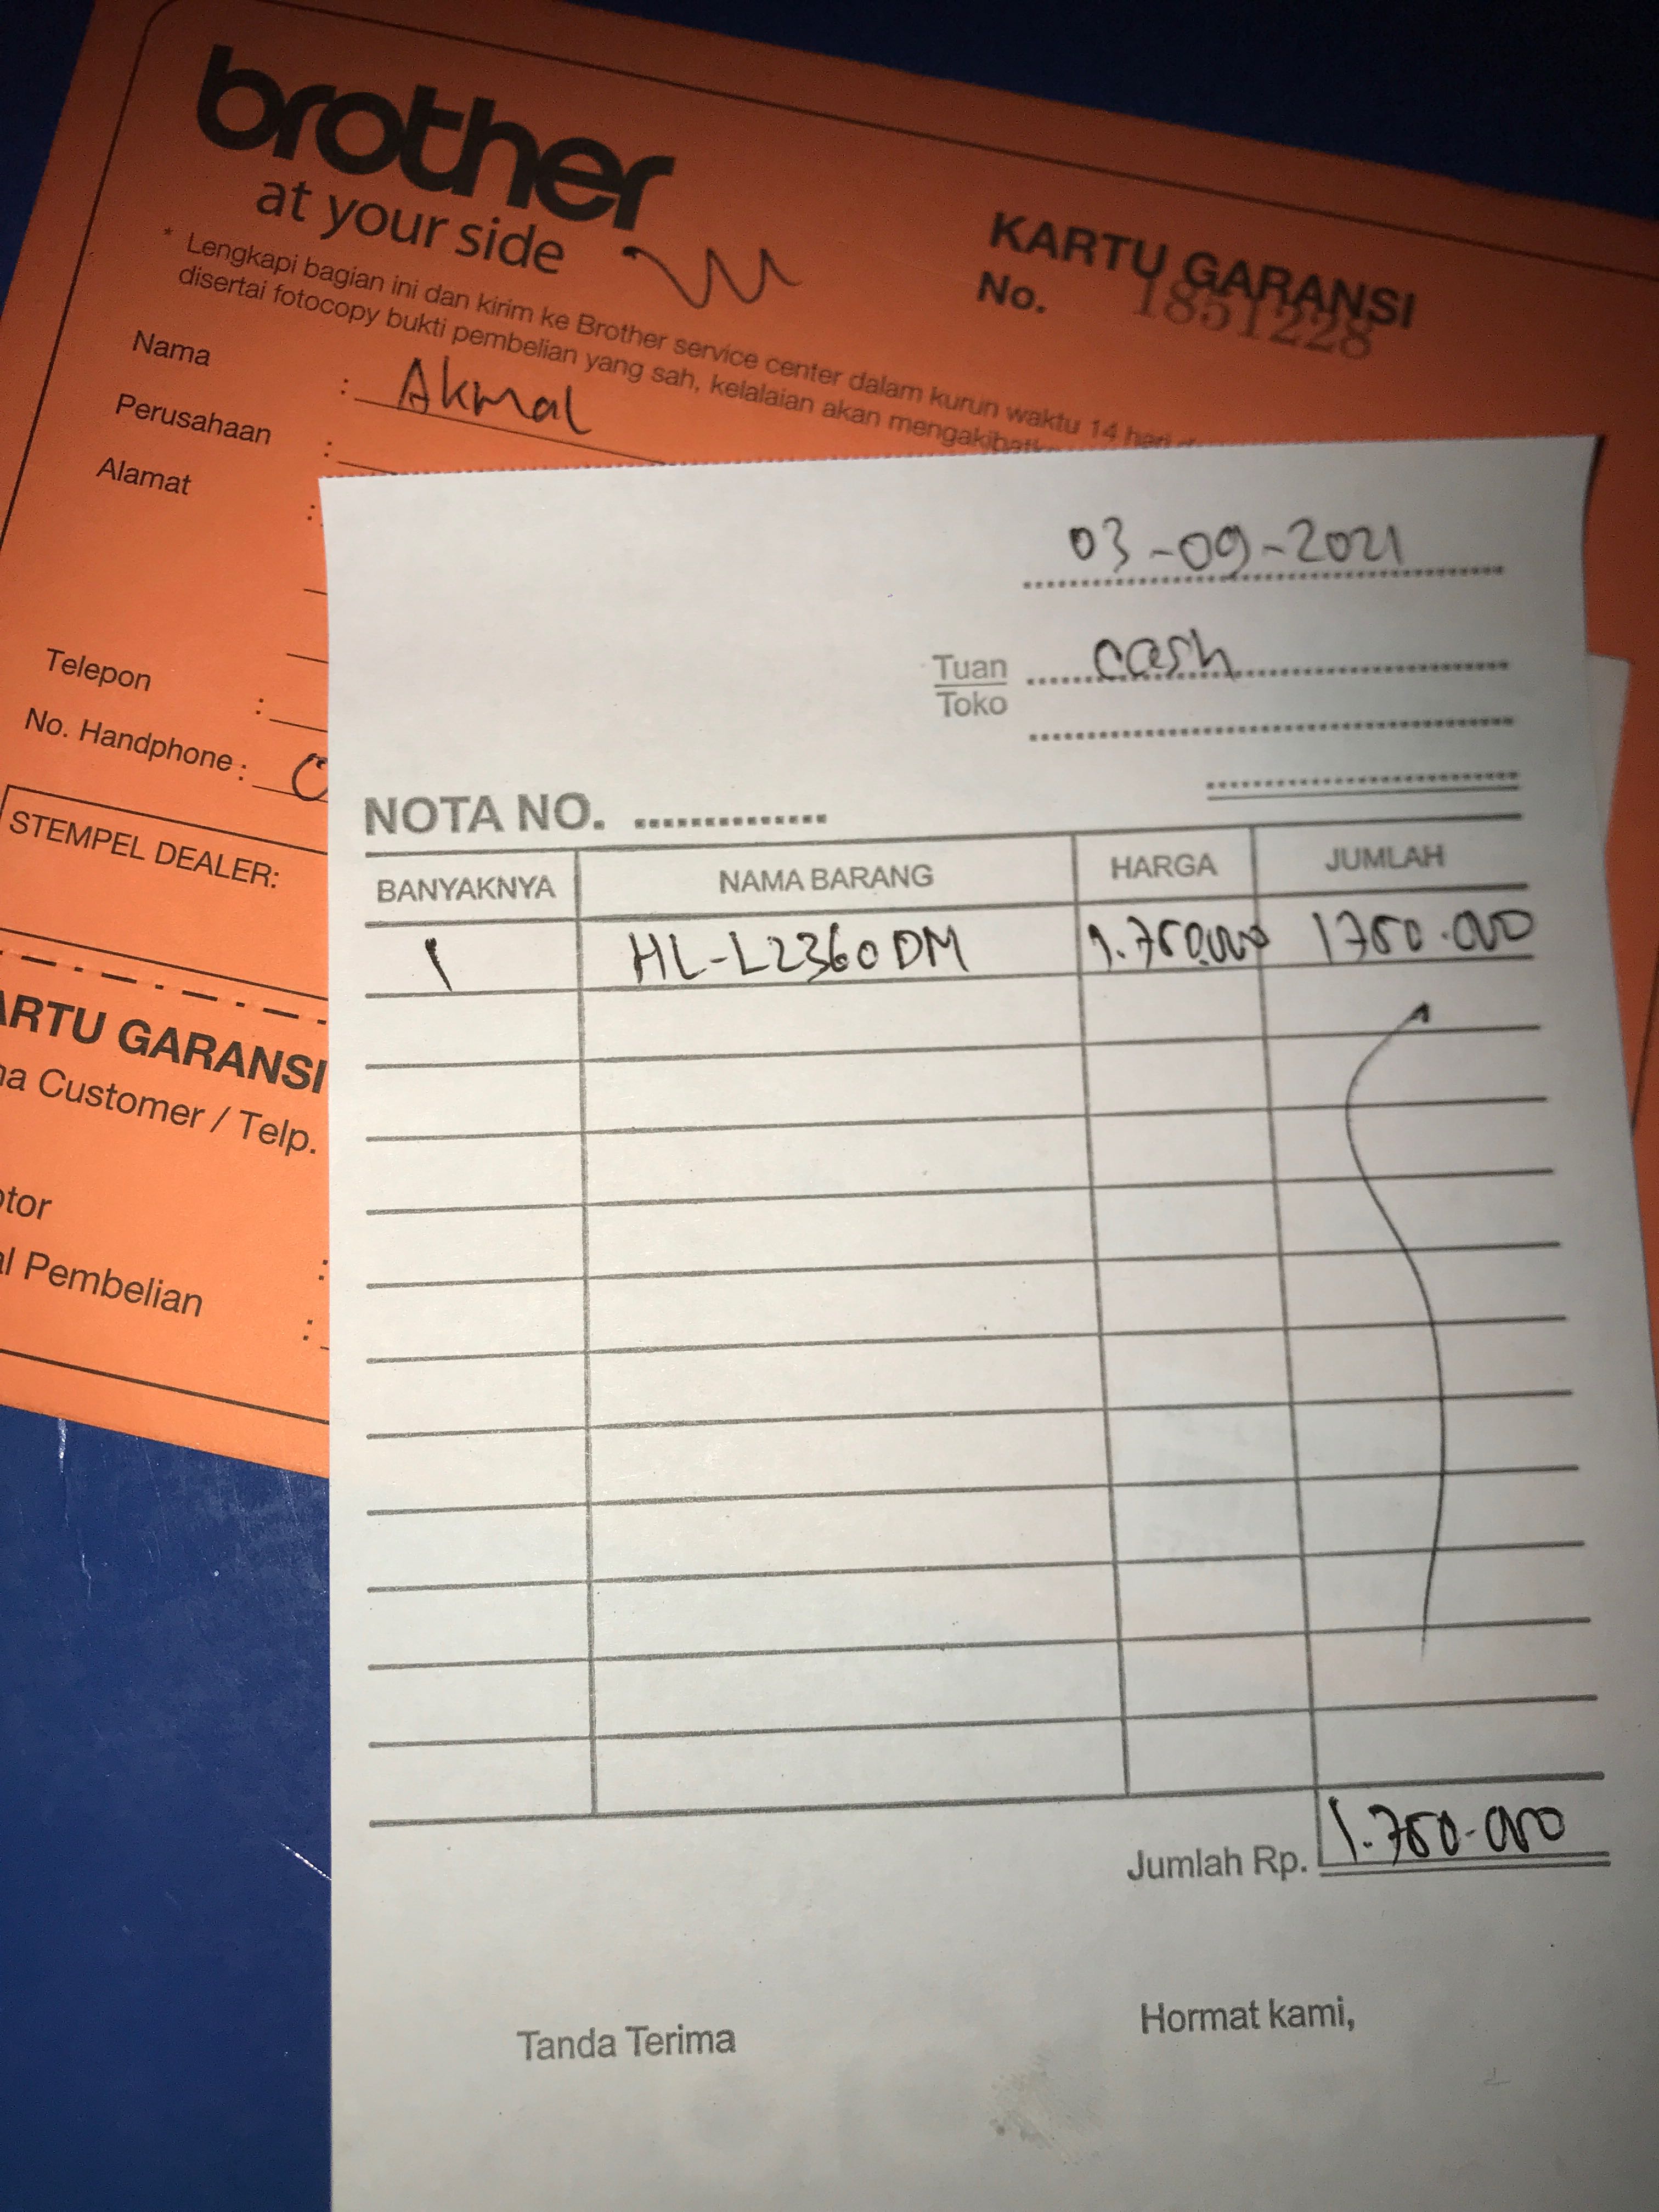 brother
at your side
KARTU GARANSI
No. 1851228
* Lengkapi bagian ini dan kirim ke Brother service center dalam kurun waktu 14 hari
disertai fotocopy bukti pembelian yang sah, kelalaian akan
Nama : Akmal
Perusahaan :
Alamat :
Telepon :
No. Handphone :
STEMPEL DEALER:
KARTU GARANSI
Customer / Telp.
Pembelian :
03-09-2021
Tuan cash
Toko
NOTA NO.
BANYAKNYA NAMA BARANG HARGA JUMLAH
1 HL-L2360DM 1.750.000 1750.000
Jumlah Rp. 1.750.000
Tanda Terima Hormat kami,